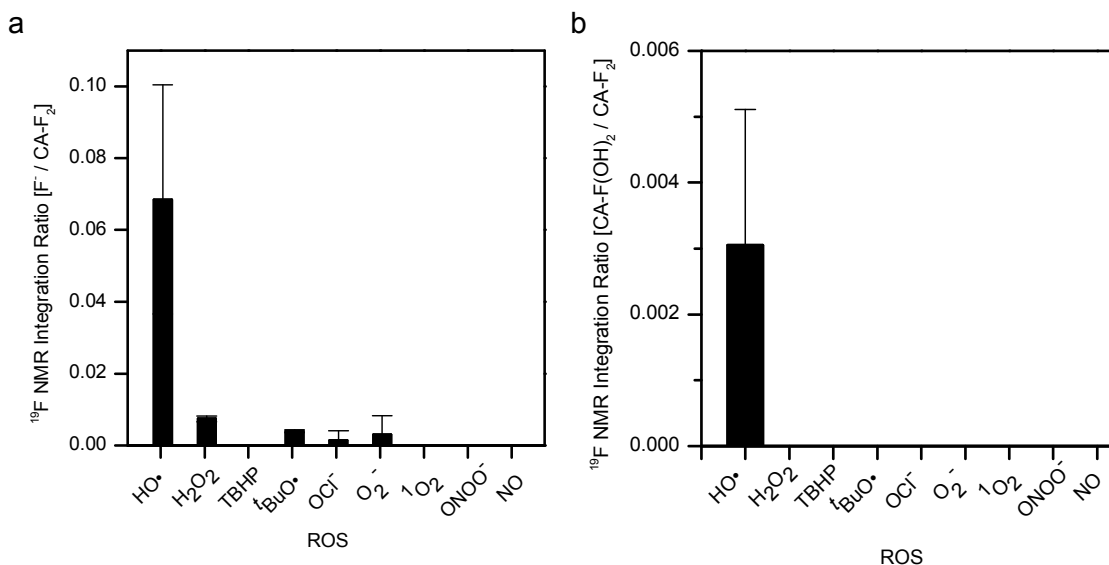 a
0.10
0.08
0.06
0.04
0.02
0.00
¹⁹F NMR Integration Ratio [F⁻ / CA-F₂]
HO• H₂O₂ TBHP ᵗBuO• OCl⁻ O₂⁻ ¹O₂ ONOO⁻ NO
ROS
b
0.006
0.004
0.002
0.000
¹⁹F NMR Integration Ratio [CA-F(OH)₂ / CA-F₂]
HO• H₂O₂ TBHP ᵗBuO• OCl⁻ O₂⁻ ¹O₂ ONOO⁻ NO
ROS